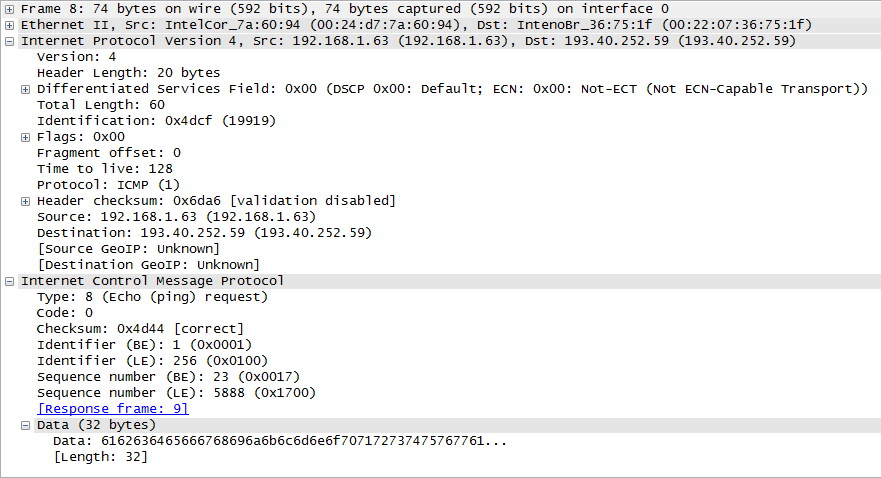 Frame 8: 74 bytes on wire (592 bits), 74 bytes captured (592 bits) on interface 0
Ethernet II, Src: IntelCor_7a:60:94 (00:24:d7:7a:60:94), Dst: IntenoBr_36:75:1f (00:22:07:36:75:1f)
Internet Protocol Version 4, Src: 192.168.1.63 (192.168.1.63), Dst: 193.40.252.59 (193.40.252.59)
Version: 4
Header Length: 20 bytes
Differentiated Services Field: 0x00 (DSCP 0x00: Default; ECN: 0x00: Not-ECT (Not ECN-Capable Transport))
Total Length: 60
Identification: 0x4dcf (19919)
Flags: 0x00
Fragment offset: 0
Time to live: 128
Protocol: ICMP (1)
Header checksum: 0x6da6 [validation disabled]
Source: 192.168.1.63 (192.168.1.63)
Destination: 193.40.252.59 (193.40.252.59)
[Source GeoIP: Unknown]
[Destination GeoIP: Unknown]
Internet Control Message Protocol
Type: 8 (Echo (ping) request)
Code: 0
Checksum: 0x4d44 [correct]
Identifier (BE): 1 (0x0001)
Identifier (LE): 256 (0x0100)
Sequence number (BE): 23 (0x0017)
Sequence number (LE): 5888 (0x1700)
[Response frame: 9]
Data (32 bytes)
Data: 6162636465666768696a6b6c6d6e6f707172737475767761...
[Length: 32]